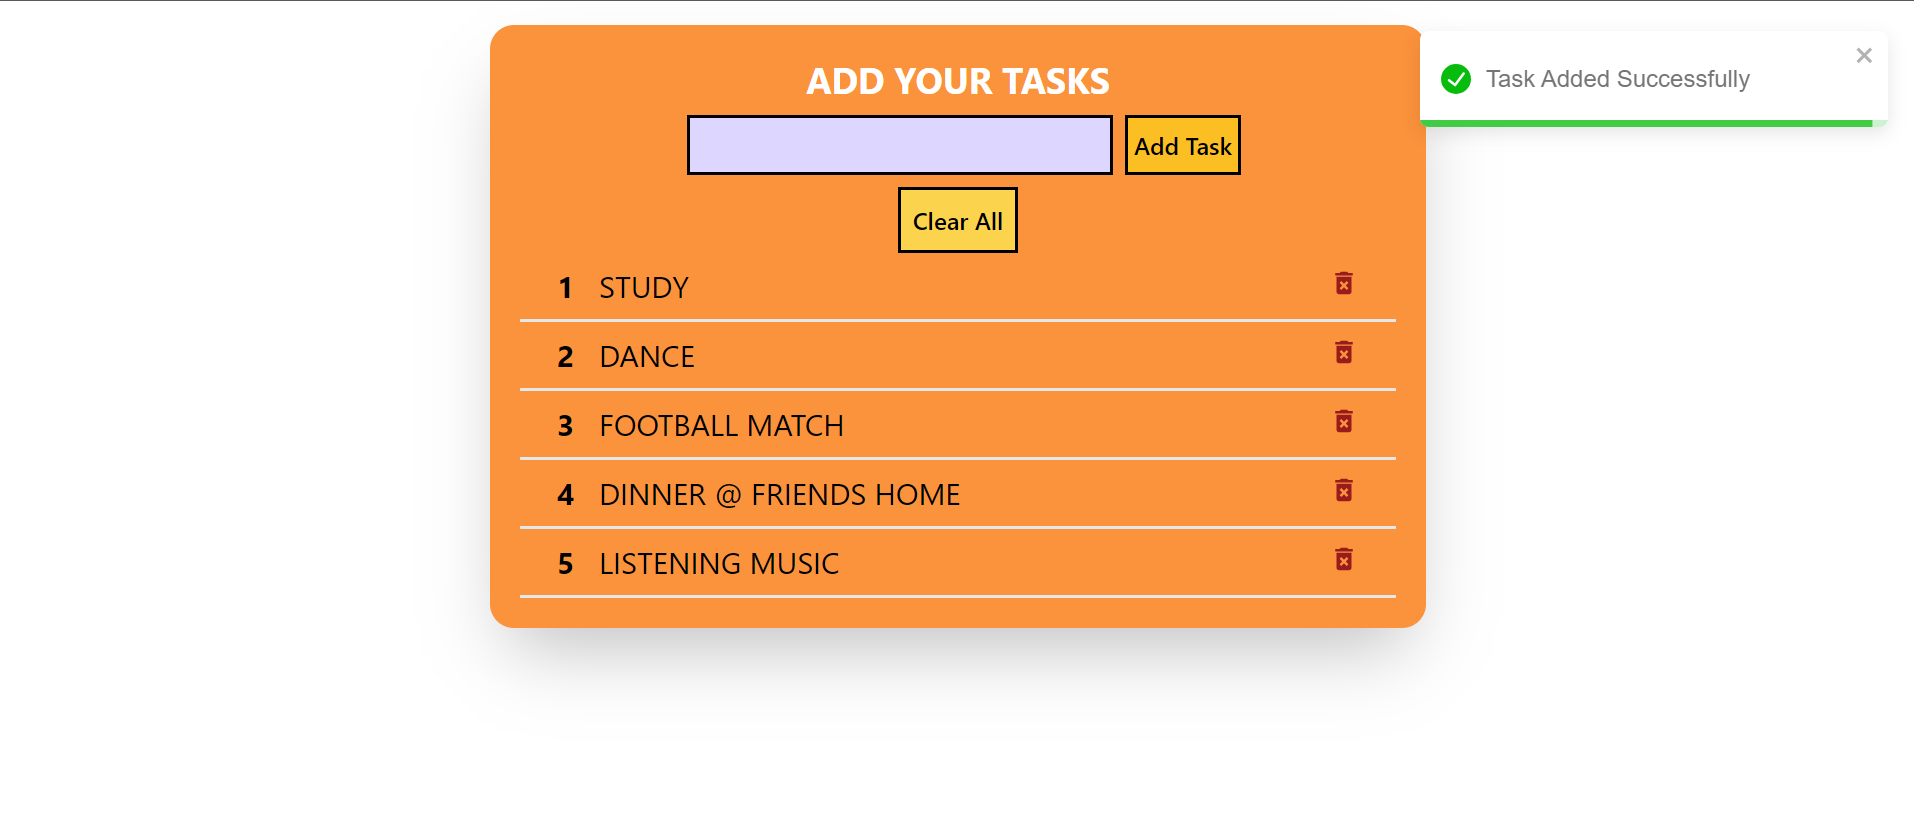 ADD YOUR TASKS
Task Added Successfully
Add Task
Clear All
1 STUDY
2 DANCE
3 FOOTBALL MATCH
4 DINNER @ FRIENDS HOME
5 LISTENING MUSIC